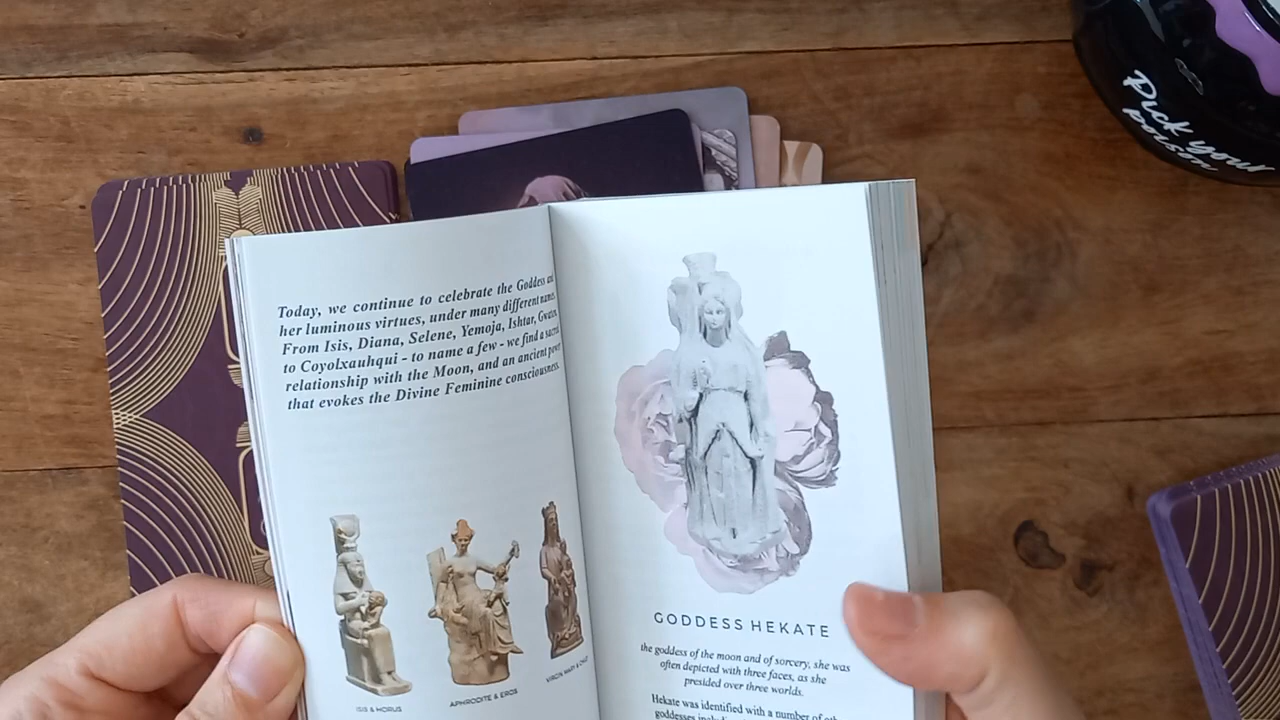 Pick your
poison
Today, we continue to celebrate the Goddess and
her luminous virtues, under many different names.
From Isis, Diana, Selene, Yemoja, Ishtar,
to Coyolxauhqui - to name a few - we find a sacred
relationship with the Moon, and an ancient power
that evokes the Divine Feminine consciousness.
ISIS & HORUS
APHRODITE & EROS
VIRGIN MARY & CHILD
GODDESS HEKATE
the goddess of the moon and of sorcery, she was
often depicted with three faces, as she
presided over three worlds.
Hekate was identified with a number of
goddesses